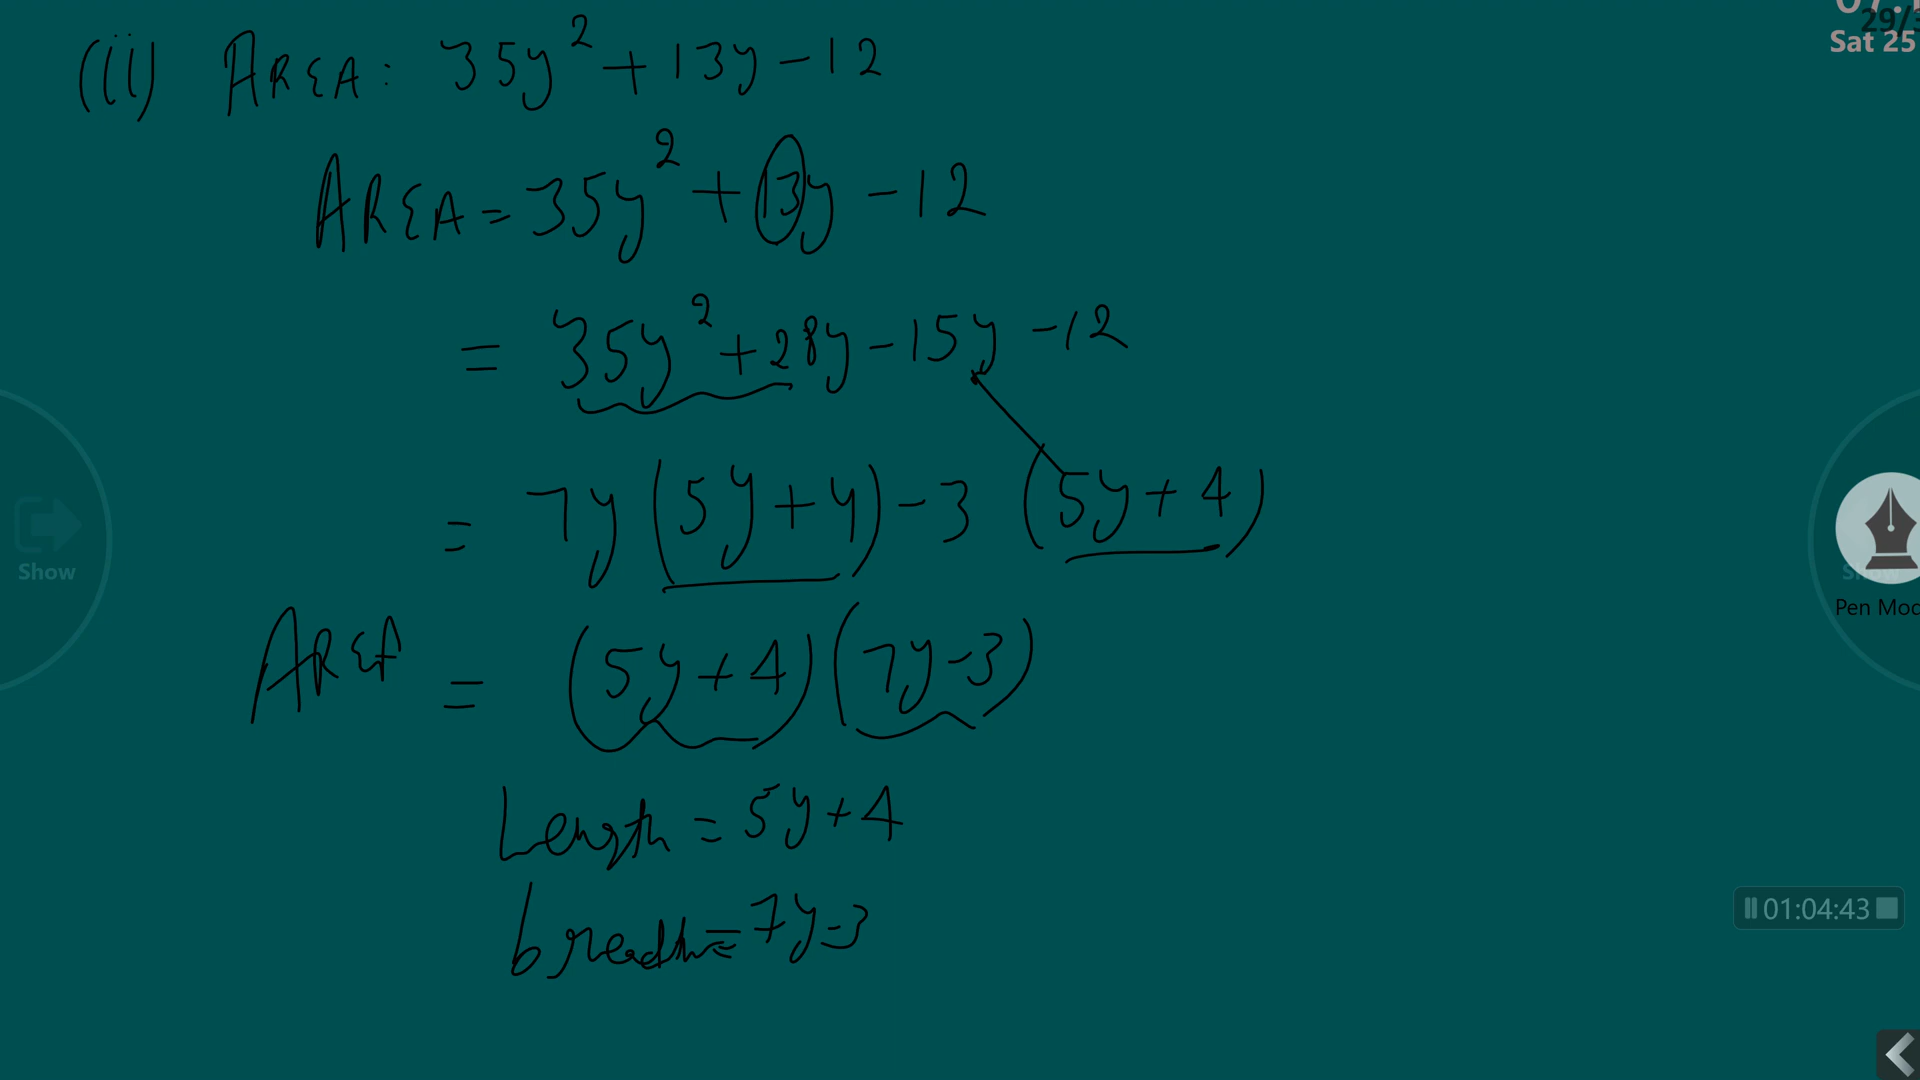 (ii) AREA: 35y² + 13y - 12
AREA = 35y² + 13y - 12
= 35y² + 28y - 15y - 12
= 7y (5y + 4) - 3 (5y + 4)
AREA = (5y + 4) (7y - 3)
Length = 5y + 4
breadth = 7y - 3
29/3
Sat 25
Show
Pen Mod
01:04:43